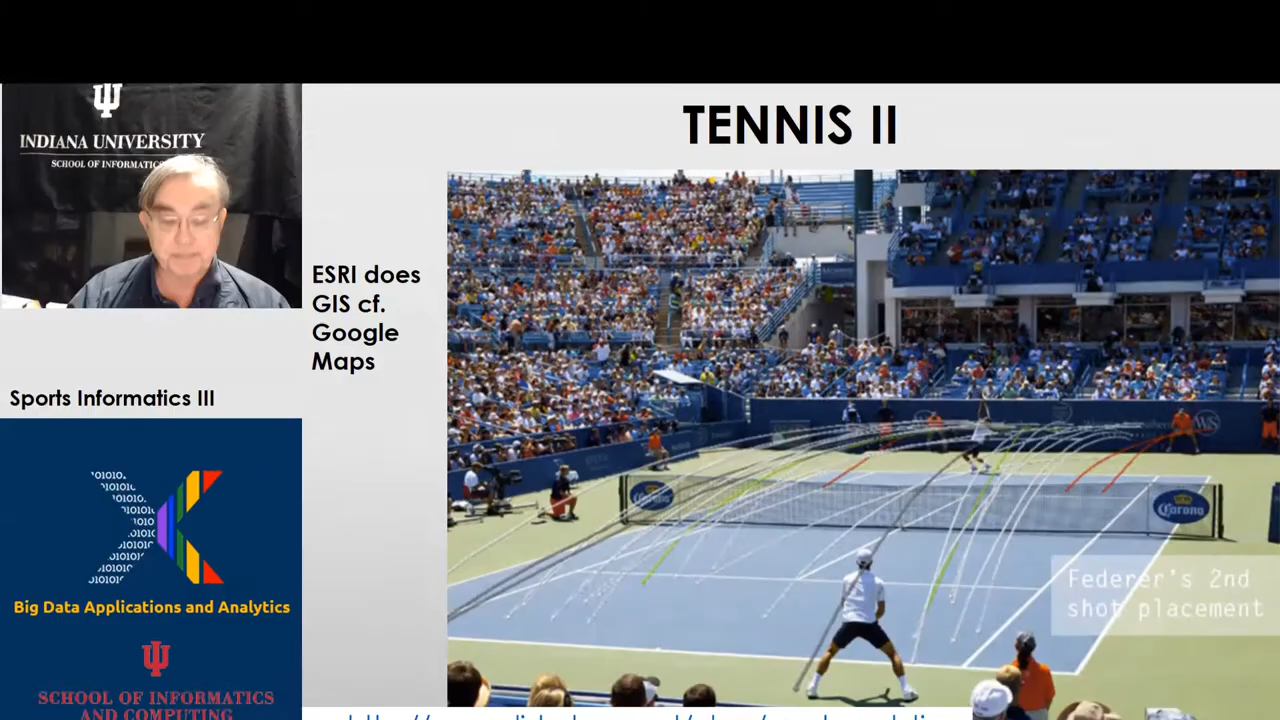 INDIANA UNIVERSITY
SCHOOL OF INFORMATICS
TENNIS II
ESRI does
GIS cf.
Google
Maps
Sports Informatics III
Corona
Corona
Federer's 2nd
shot placement
Big Data Applications and Analytics
SCHOOL OF INFORMATICS
AND COMPUTING